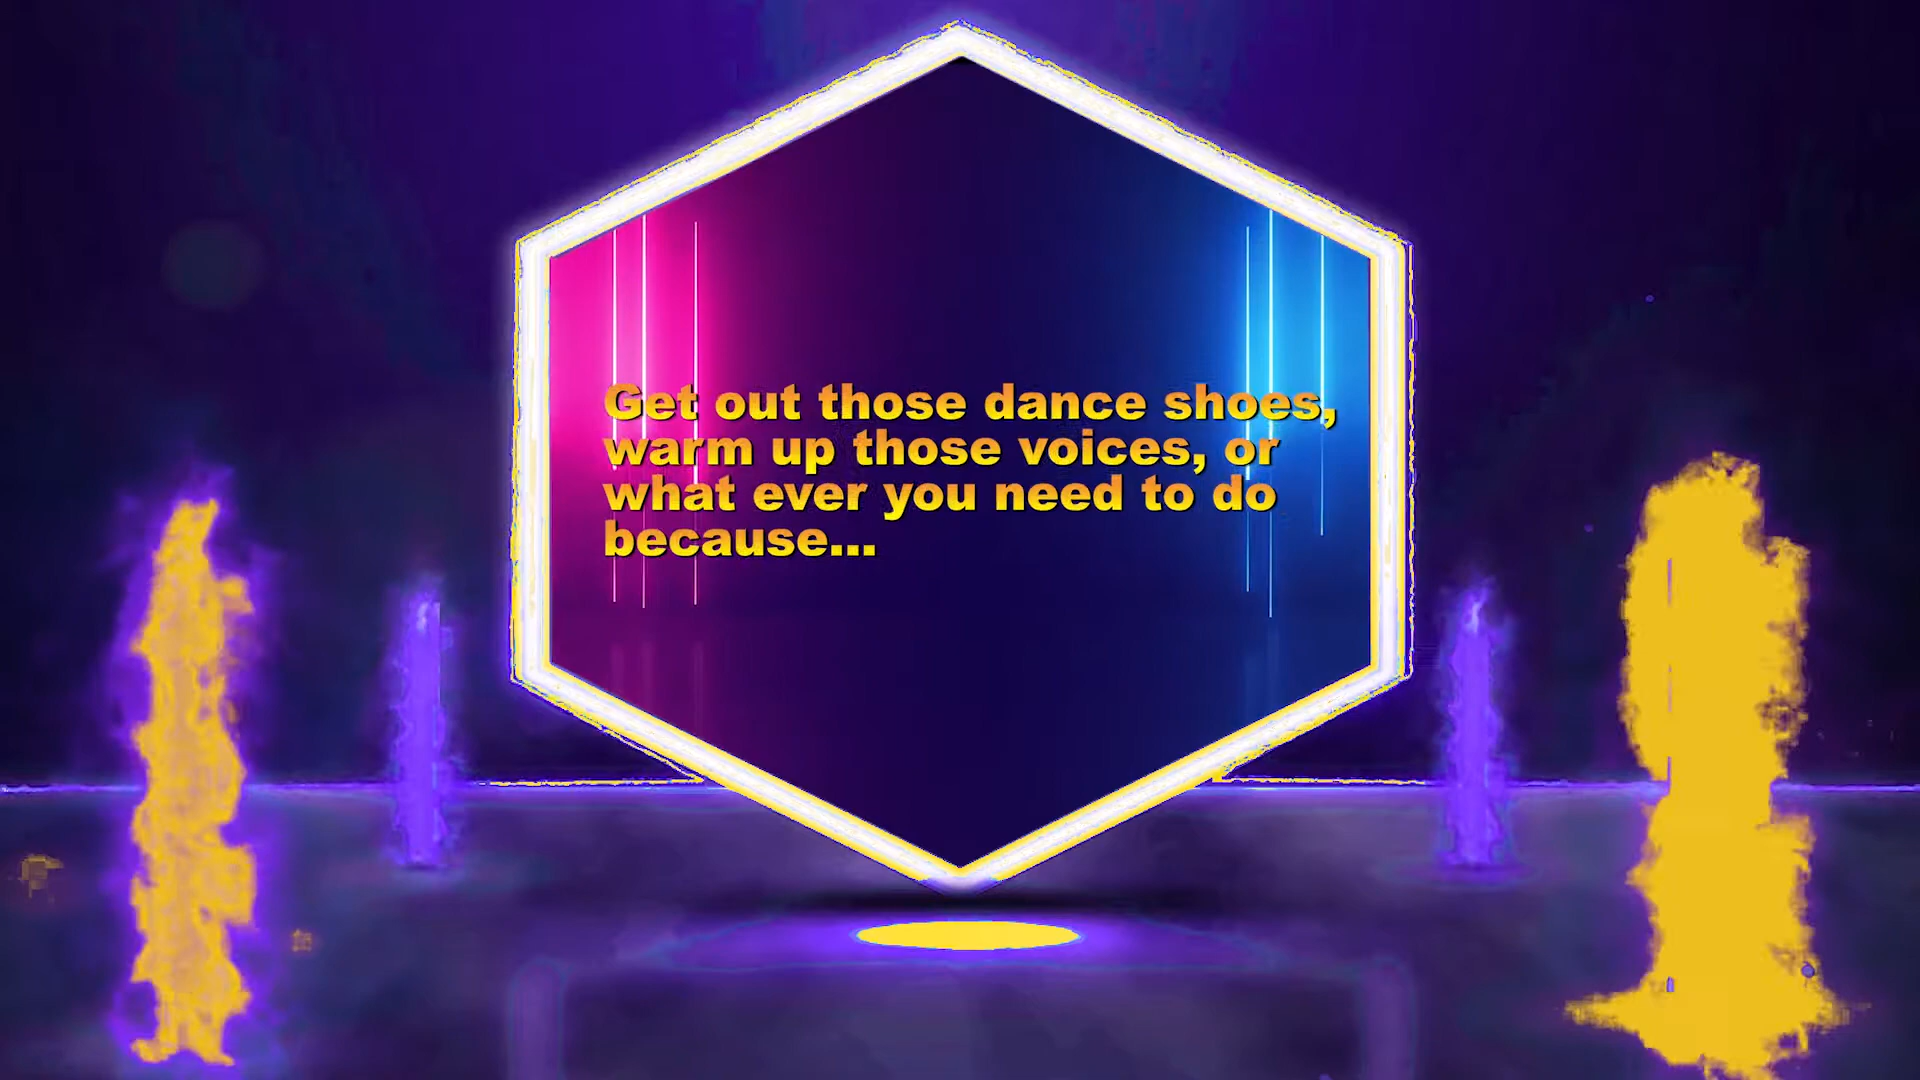 Get out those dance shoes,
warm up those voices, or
what ever you need to do
because...